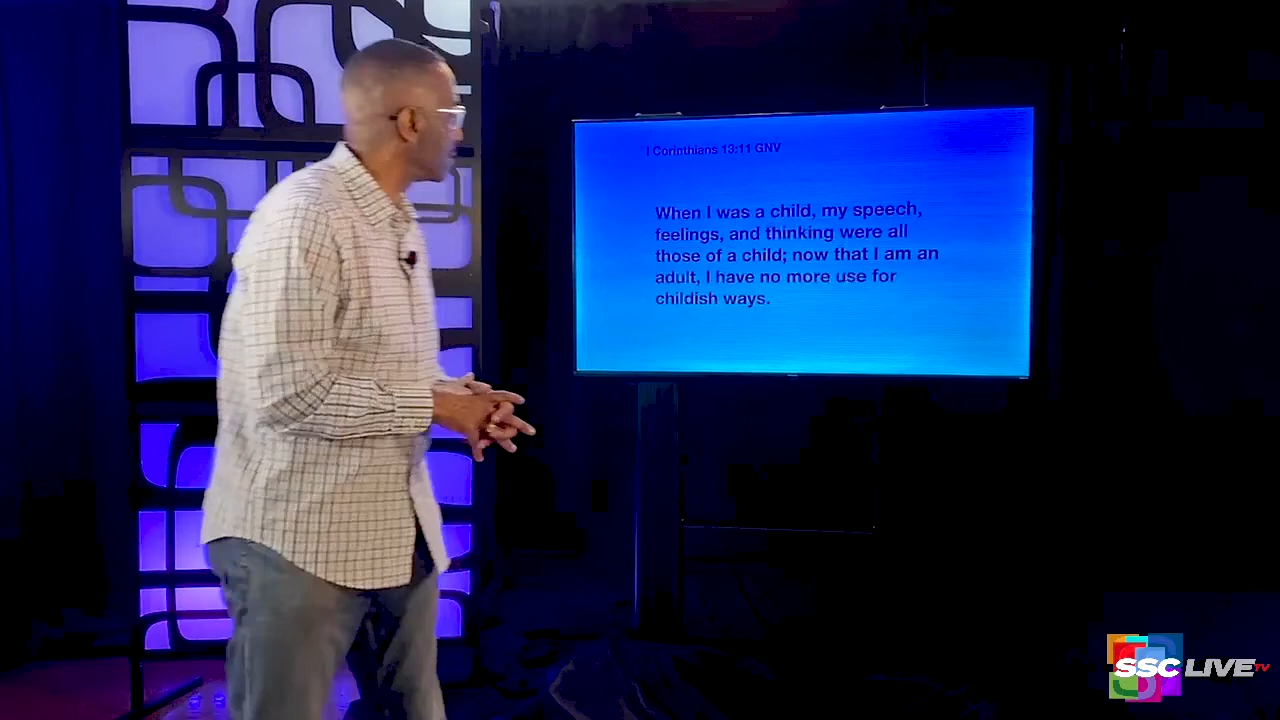 I Corinthians 13:11 GNV
When I was a child, my speech,
feelings, and thinking were all
those of a child; now that I am an
adult, I have no more use for
childish ways.
SSC LIVE TV